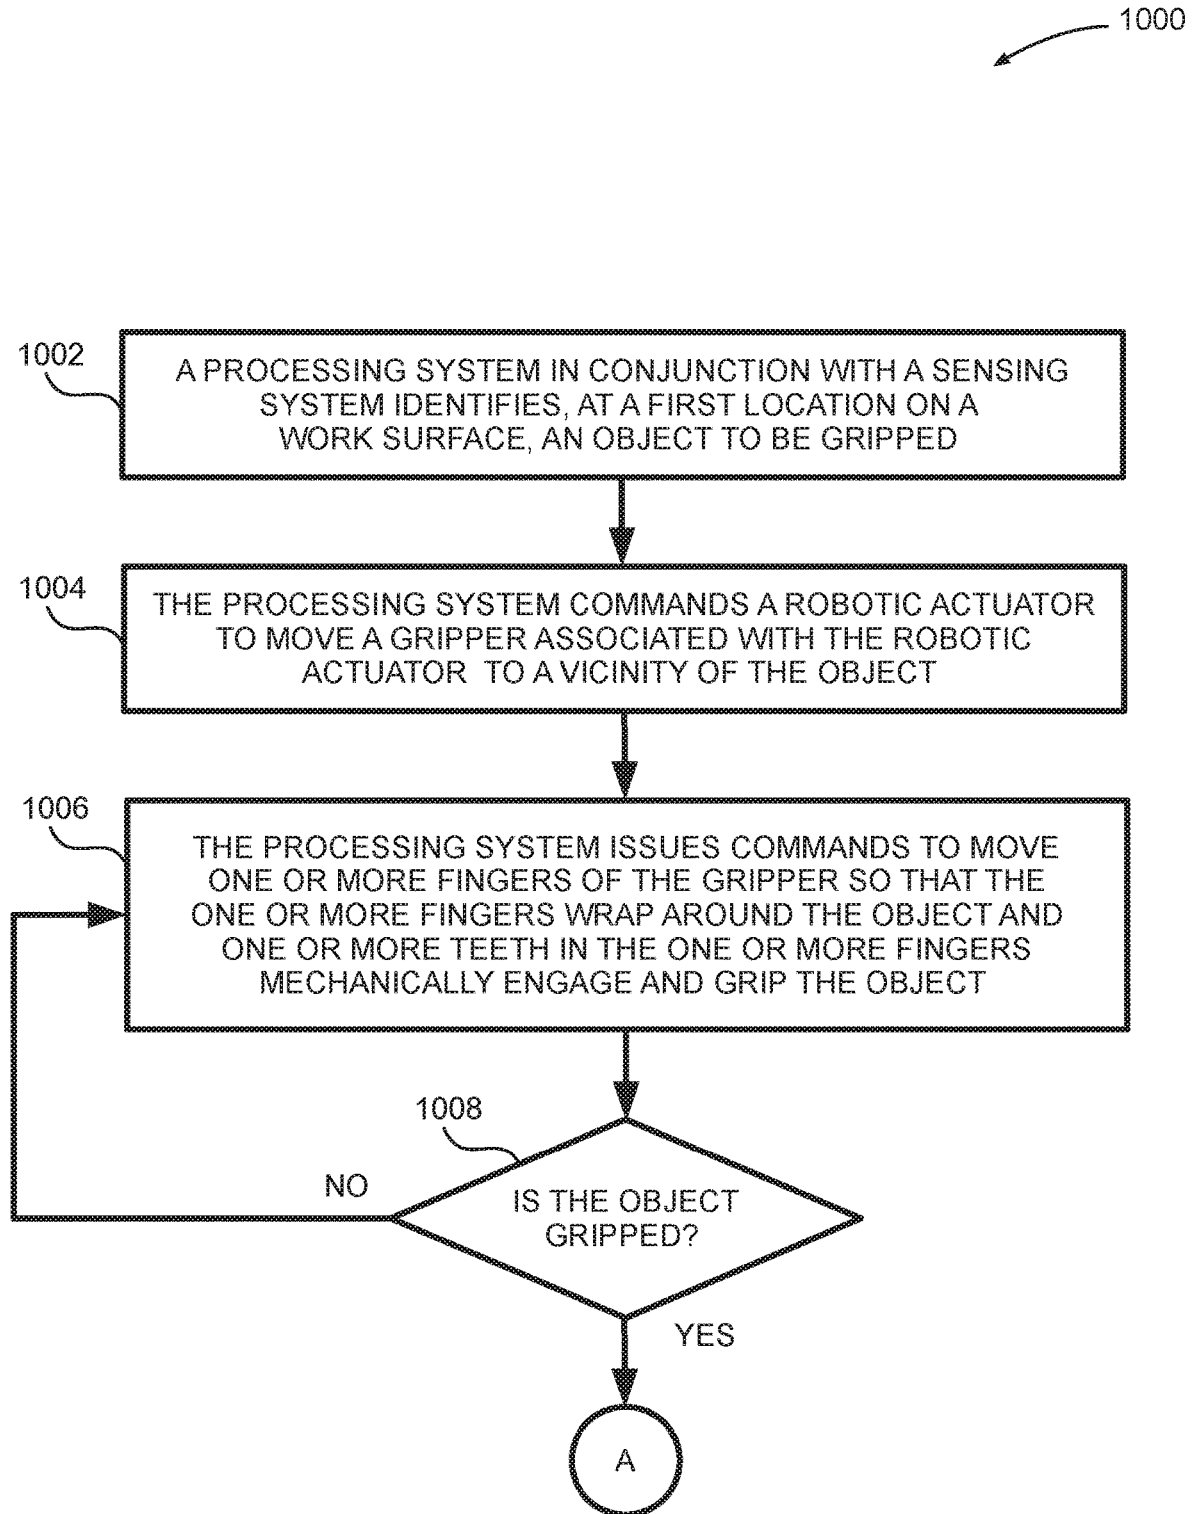 1000
1002
A PROCESSING SYSTEM IN CONJUNCTION WITH A SENSING
SYSTEM IDENTIFIES, AT A FIRST LOCATION ON A
WORK SURFACE, AN OBJECT TO BE GRIPPED
1004
THE PROCESSING SYSTEM COMMANDS A ROBOTIC ACTUATOR
TO MOVE A GRIPPER ASSOCIATED WITH THE ROBOTIC
ACTUATOR TO A VICINITY OF THE OBJECT
1006
THE PROCESSING SYSTEM ISSUES COMMANDS TO MOVE
ONE OR MORE FINGERS OF THE GRIPPER SO THAT THE
ONE OR MORE FINGERS WRAP AROUND THE OBJECT AND
ONE OR MORE TEETH IN THE ONE OR MORE FINGERS
MECHANICALLY ENGAGE AND GRIP THE OBJECT
1008
NO
IS THE OBJECT
GRIPPED?
YES
A